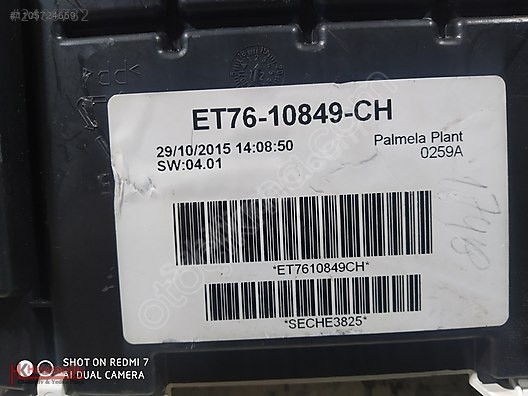 #1205724659
ET76-10849-CH
29/10/2015 14:08:50
SW:04.01
Palmela Plant
0259A
*ET7610849CH*
*SECHE3825*
SHOT ON REDMI 7
AI DUAL CAMERA